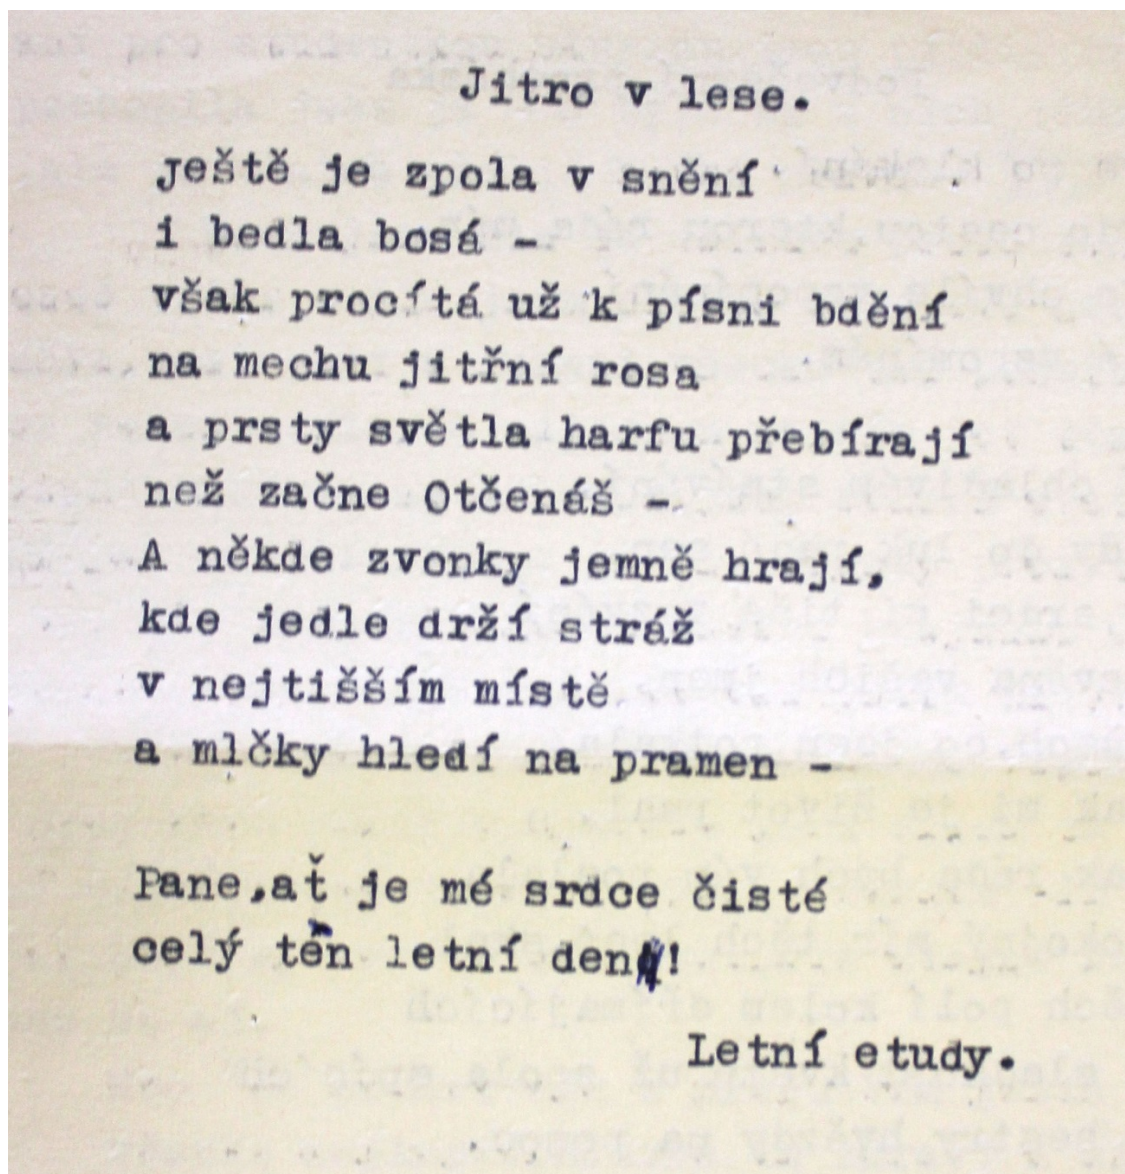 Jitro v lese.
Ještě je zpola v snění
i bedla bosá -
však procítá už k písni bdění
na mechu jitřní rosa
a prsty světla harfu přebírají
než začne Otčenáš -
A někde zvonky jemně hrají,
kde jedle drží stráž
v nejtišším místě
a mlčky hledí na pramen -
Pane,ať je mé srdce čisté
celý ten letní den!
Letní etudy.